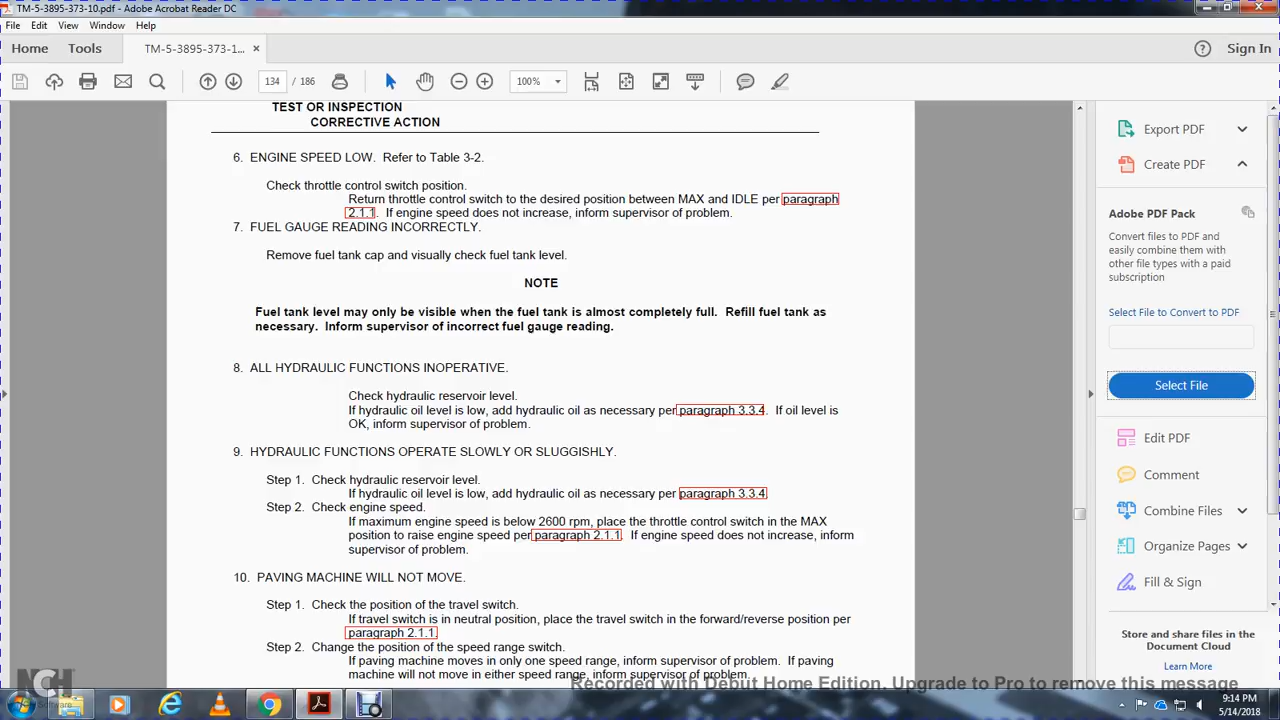 TM-5-3895-373-10.pdf - Adobe Acrobat Reader DC
File Edit View Window Help
Home Tools TM-5-3895-373-1... × Sign In
134 / 186 100%
TEST OR INSPECTION
CORRECTIVE ACTION
6. ENGINE SPEED LOW. Refer to Table 3-2.
Check throttle control switch position.
Return throttle control switch to the desired position between MAX and IDLE per paragraph
2.1.1. If engine speed does not increase, inform supervisor of problem.
7. FUEL GAUGE READING INCORRECTLY.
Remove fuel tank cap and visually check fuel tank level.
NOTE
Fuel tank level may only be visible when the fuel tank is almost completely full. Refill fuel tank as
necessary. Inform supervisor of incorrect fuel gauge reading.
8. ALL HYDRAULIC FUNCTIONS INOPERATIVE.
Check hydraulic reservoir level.
If hydraulic oil level is low, add hydraulic oil as necessary per paragraph 3.3.4. If oil level is
OK, inform supervisor of problem.
9. HYDRAULIC FUNCTIONS OPERATE SLOWLY OR SLUGGISHLY.
Step 1. Check hydraulic reservoir level.
If hydraulic oil level is low, add hydraulic oil as necessary per paragraph 3.3.4.
Step 2. Check engine speed.
If maximum engine speed is below 2600 rpm, place the throttle control switch in the MAX
position to raise engine speed per paragraph 2.1.1. If engine speed does not increase, inform
supervisor of problem.
10. PAVING MACHINE WILL NOT MOVE.
Step 1. Check the position of the travel switch.
If travel switch is in neutral position, place the travel switch in the forward/reverse position per
paragraph 2.1.1.
Step 2. Change the position of the speed range switch.
If paving machine moves in only one speed range, inform supervisor of problem. If paving
machine will not move in either speed range, inform supervisor of problem.
Export PDF
Create PDF
Adobe PDF Pack
Convert files to PDF and
easily combine them with
other file types with a paid
subscription
Select File to Convert to PDF
Select File
Edit PDF
Comment
Combine Files
Organize Pages
Fill & Sign
Store and share files in the
Document Cloud
Learn More
NCH
Software
Recorded with Debut Home Edition. Upgrade to Pro to remove this message
9:14 PM
5/14/2018